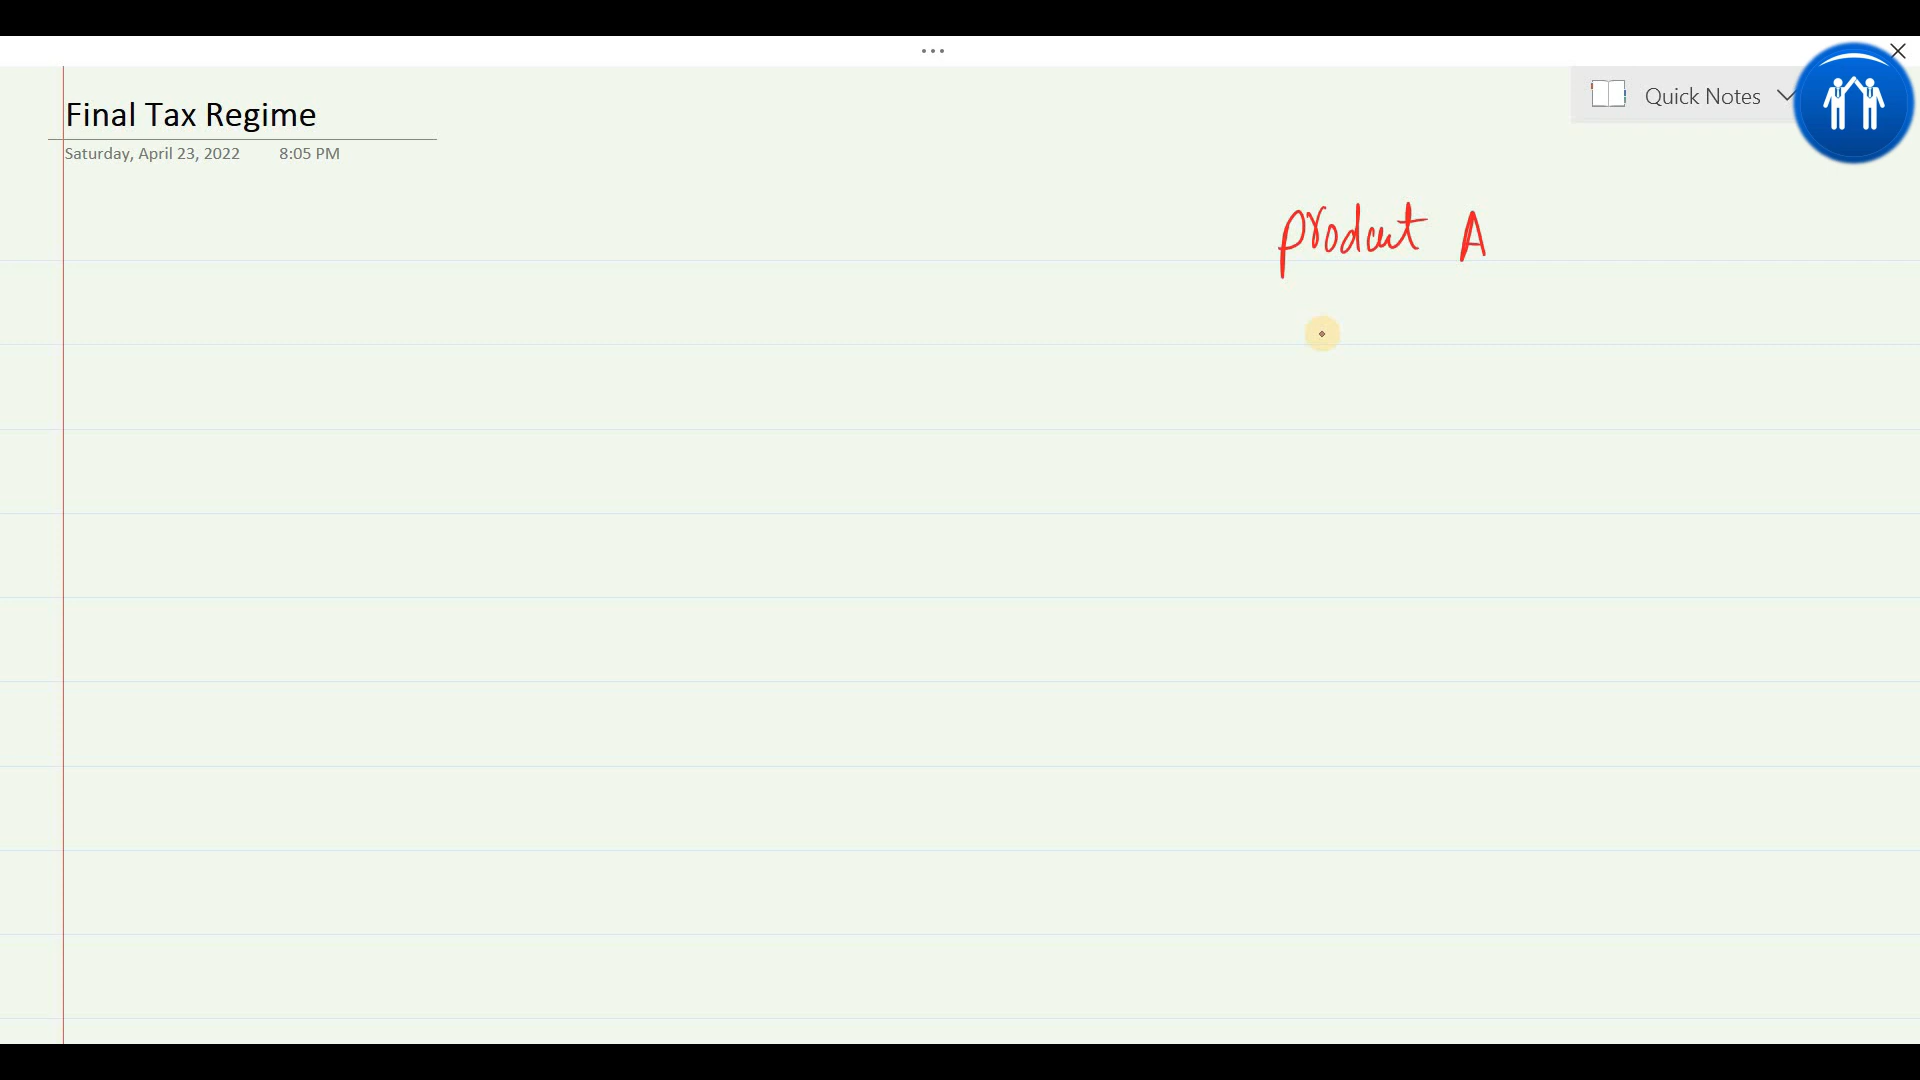 Final Tax Regime
Saturday, April 23, 2022 8:05 PM
Quick Notes
product A